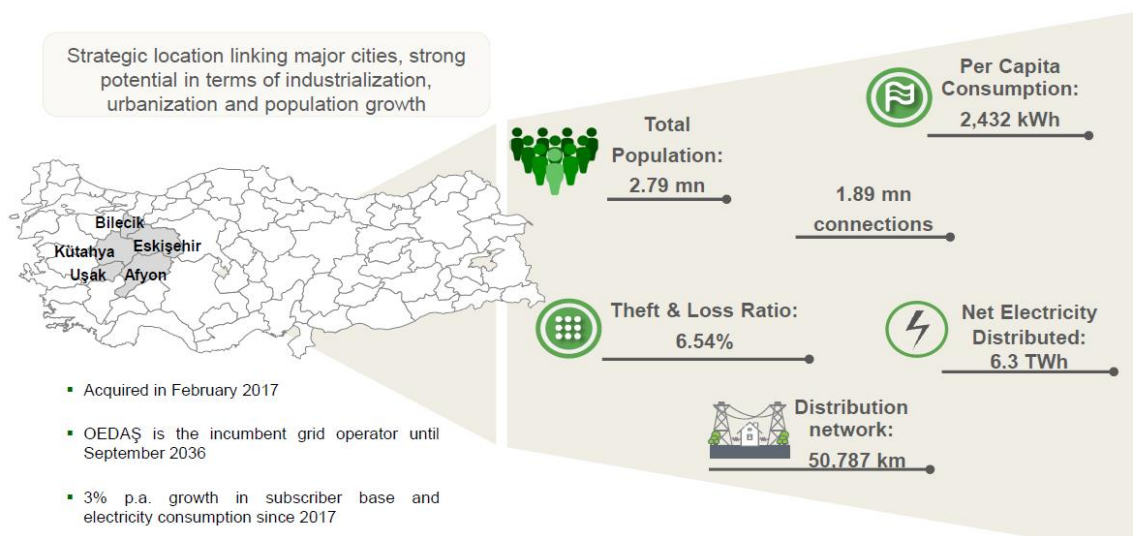 Strategic location linking major cities, strong
potential in terms of industrialization,
urbanization and population growth
Bilecik
Kütahya
Eskişehir
Uşak
Afyon
▪ Acquired in February 2017
▪ OEDAŞ is the incumbent grid operator until
September 2036
▪ 3% p.a. growth in subscriber base and
electricity consumption since 2017
Total
Population:
2.79 mn
Per Capita
Consumption:
2,432 kWh
1.89 mn
connections
Theft & Loss Ratio:
6.54%
Net Electricity
Distributed:
6.3 TWh
Distribution
network:
50,787 km